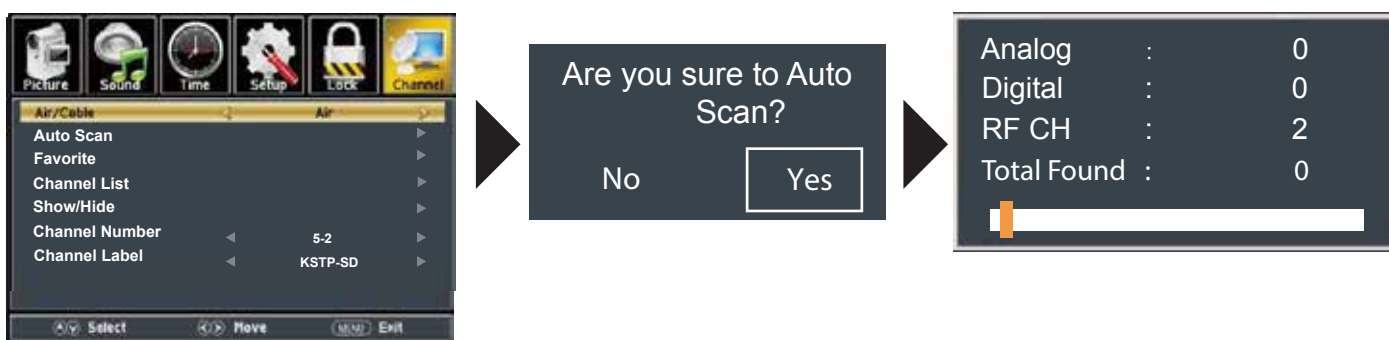 Picture Sound Time Setup Lock Channel
Air/Cable Air
Auto Scan
Favorite
Channel List
Show/Hide
Channel Number 5-2
Channel Label KSTP-SD
Select Move MENU Exit
Are you sure to Auto
Scan?
No Yes
Analog : 0
Digital : 0
RF CH : 2
Total Found : 0